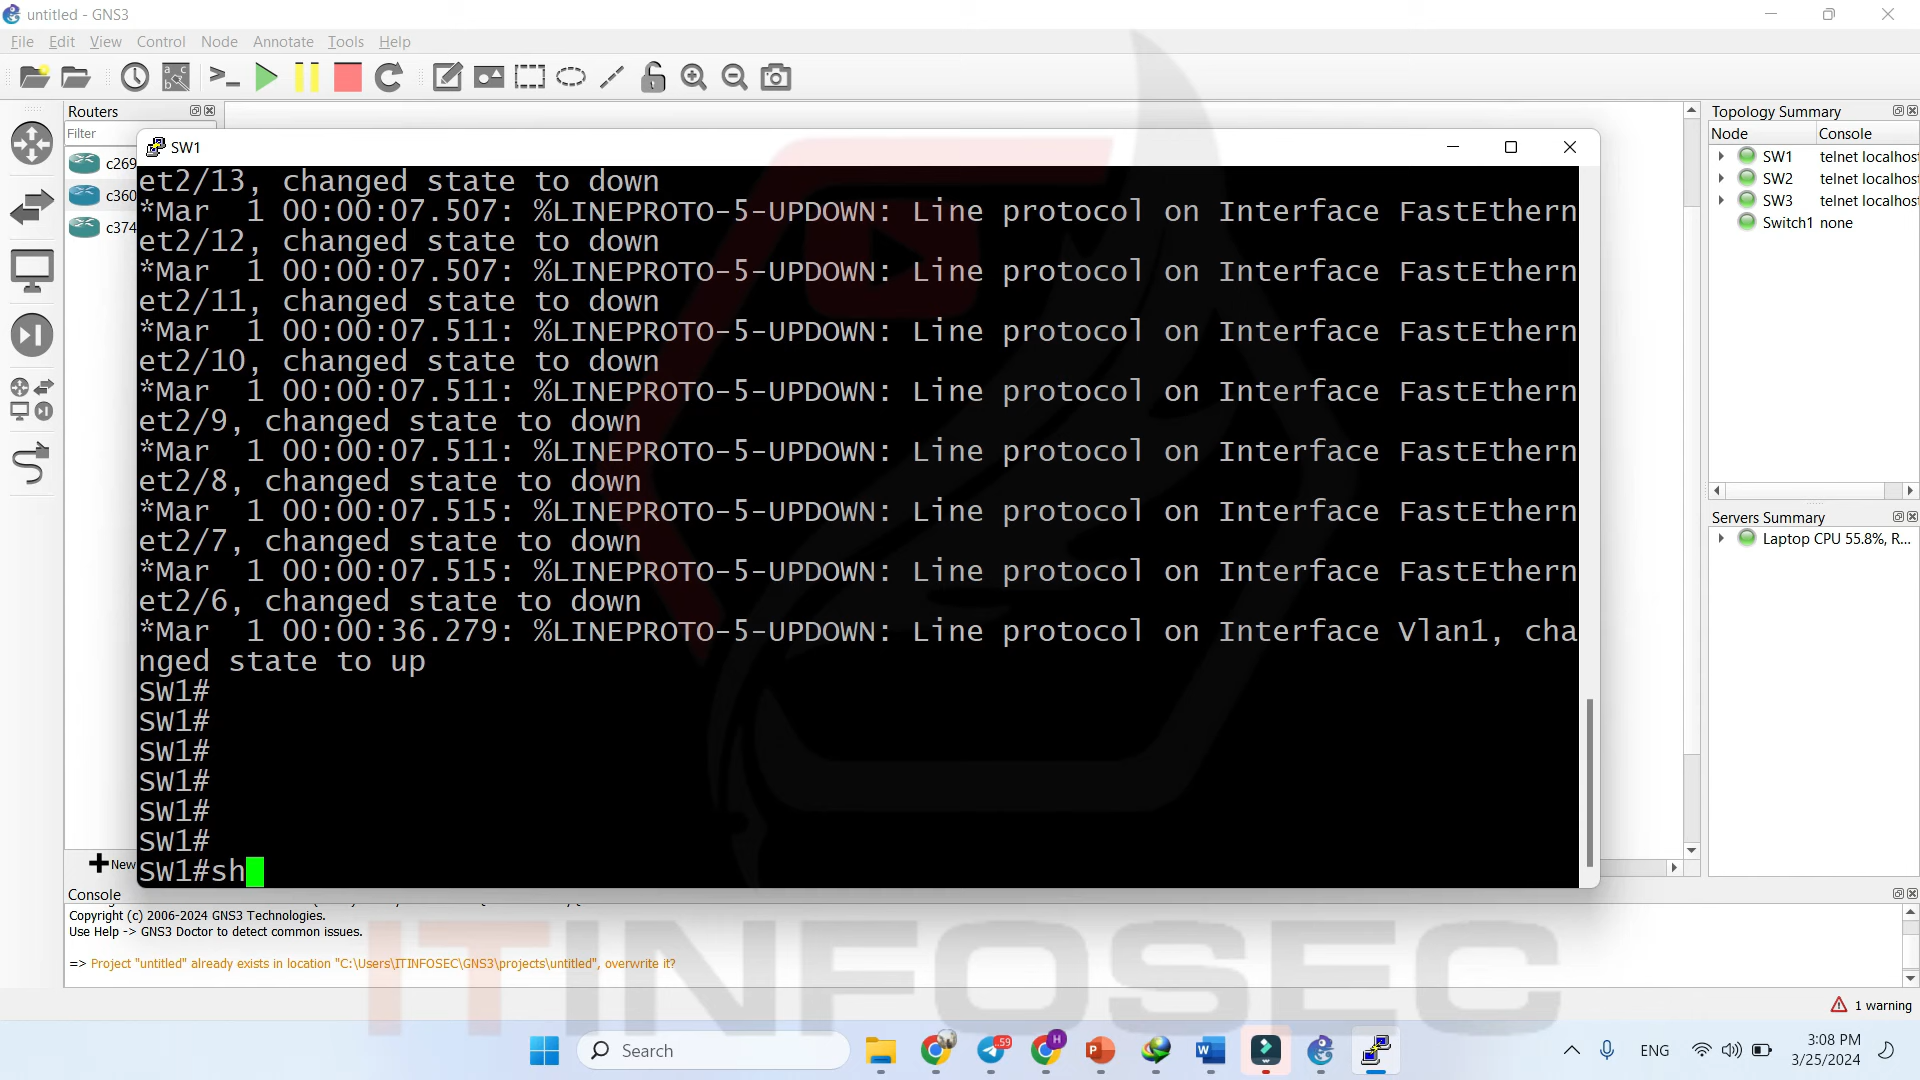 untitled - GNS3
File Edit View Control Node Annotate Tools Help
Routers
Filter
c269
c360
c374
New
SW1
et2/13, changed state to down
*Mar  1 00:00:07.507: %LINEPROTO-5-UPDOWN: Line protocol on Interface FastEthern
et2/12, changed state to down
*Mar  1 00:00:07.507: %LINEPROTO-5-UPDOWN: Line protocol on Interface FastEthern
et2/11, changed state to down
*Mar  1 00:00:07.511: %LINEPROTO-5-UPDOWN: Line protocol on Interface FastEthern
et2/10, changed state to down
*Mar  1 00:00:07.511: %LINEPROTO-5-UPDOWN: Line protocol on Interface FastEthern
et2/9, changed state to down
*Mar  1 00:00:07.511: %LINEPROTO-5-UPDOWN: Line protocol on Interface FastEthern
et2/8, changed state to down
*Mar  1 00:00:07.515: %LINEPROTO-5-UPDOWN: Line protocol on Interface FastEthern
et2/7, changed state to down
*Mar  1 00:00:07.515: %LINEPROTO-5-UPDOWN: Line protocol on Interface FastEthern
et2/6, changed state to down
*Mar  1 00:00:36.279: %LINEPROTO-5-UPDOWN: Line protocol on Interface Vlan1, cha
nged state to up
SW1#
SW1#
SW1#
SW1#
SW1#
SW1#
SW1#sh
Topology Summary
Node Console
SW1 telnet localhos
SW2 telnet localhos
SW3 telnet localhos
Switch1 none
Servers Summary
Laptop CPU 55.8%, R...
Console
Copyright (c) 2006-2024 GNS3 Technologies.
Use Help -> GNS3 Doctor to detect common issues.
=> Project "untitled" already exists in location "C:\Users\ITINFOSEC\GNS3\projects\untitled", overwrite it?
ITINFOSEC
1 warning
Search
..59
H
ENG
3:08 PM
3/25/2024